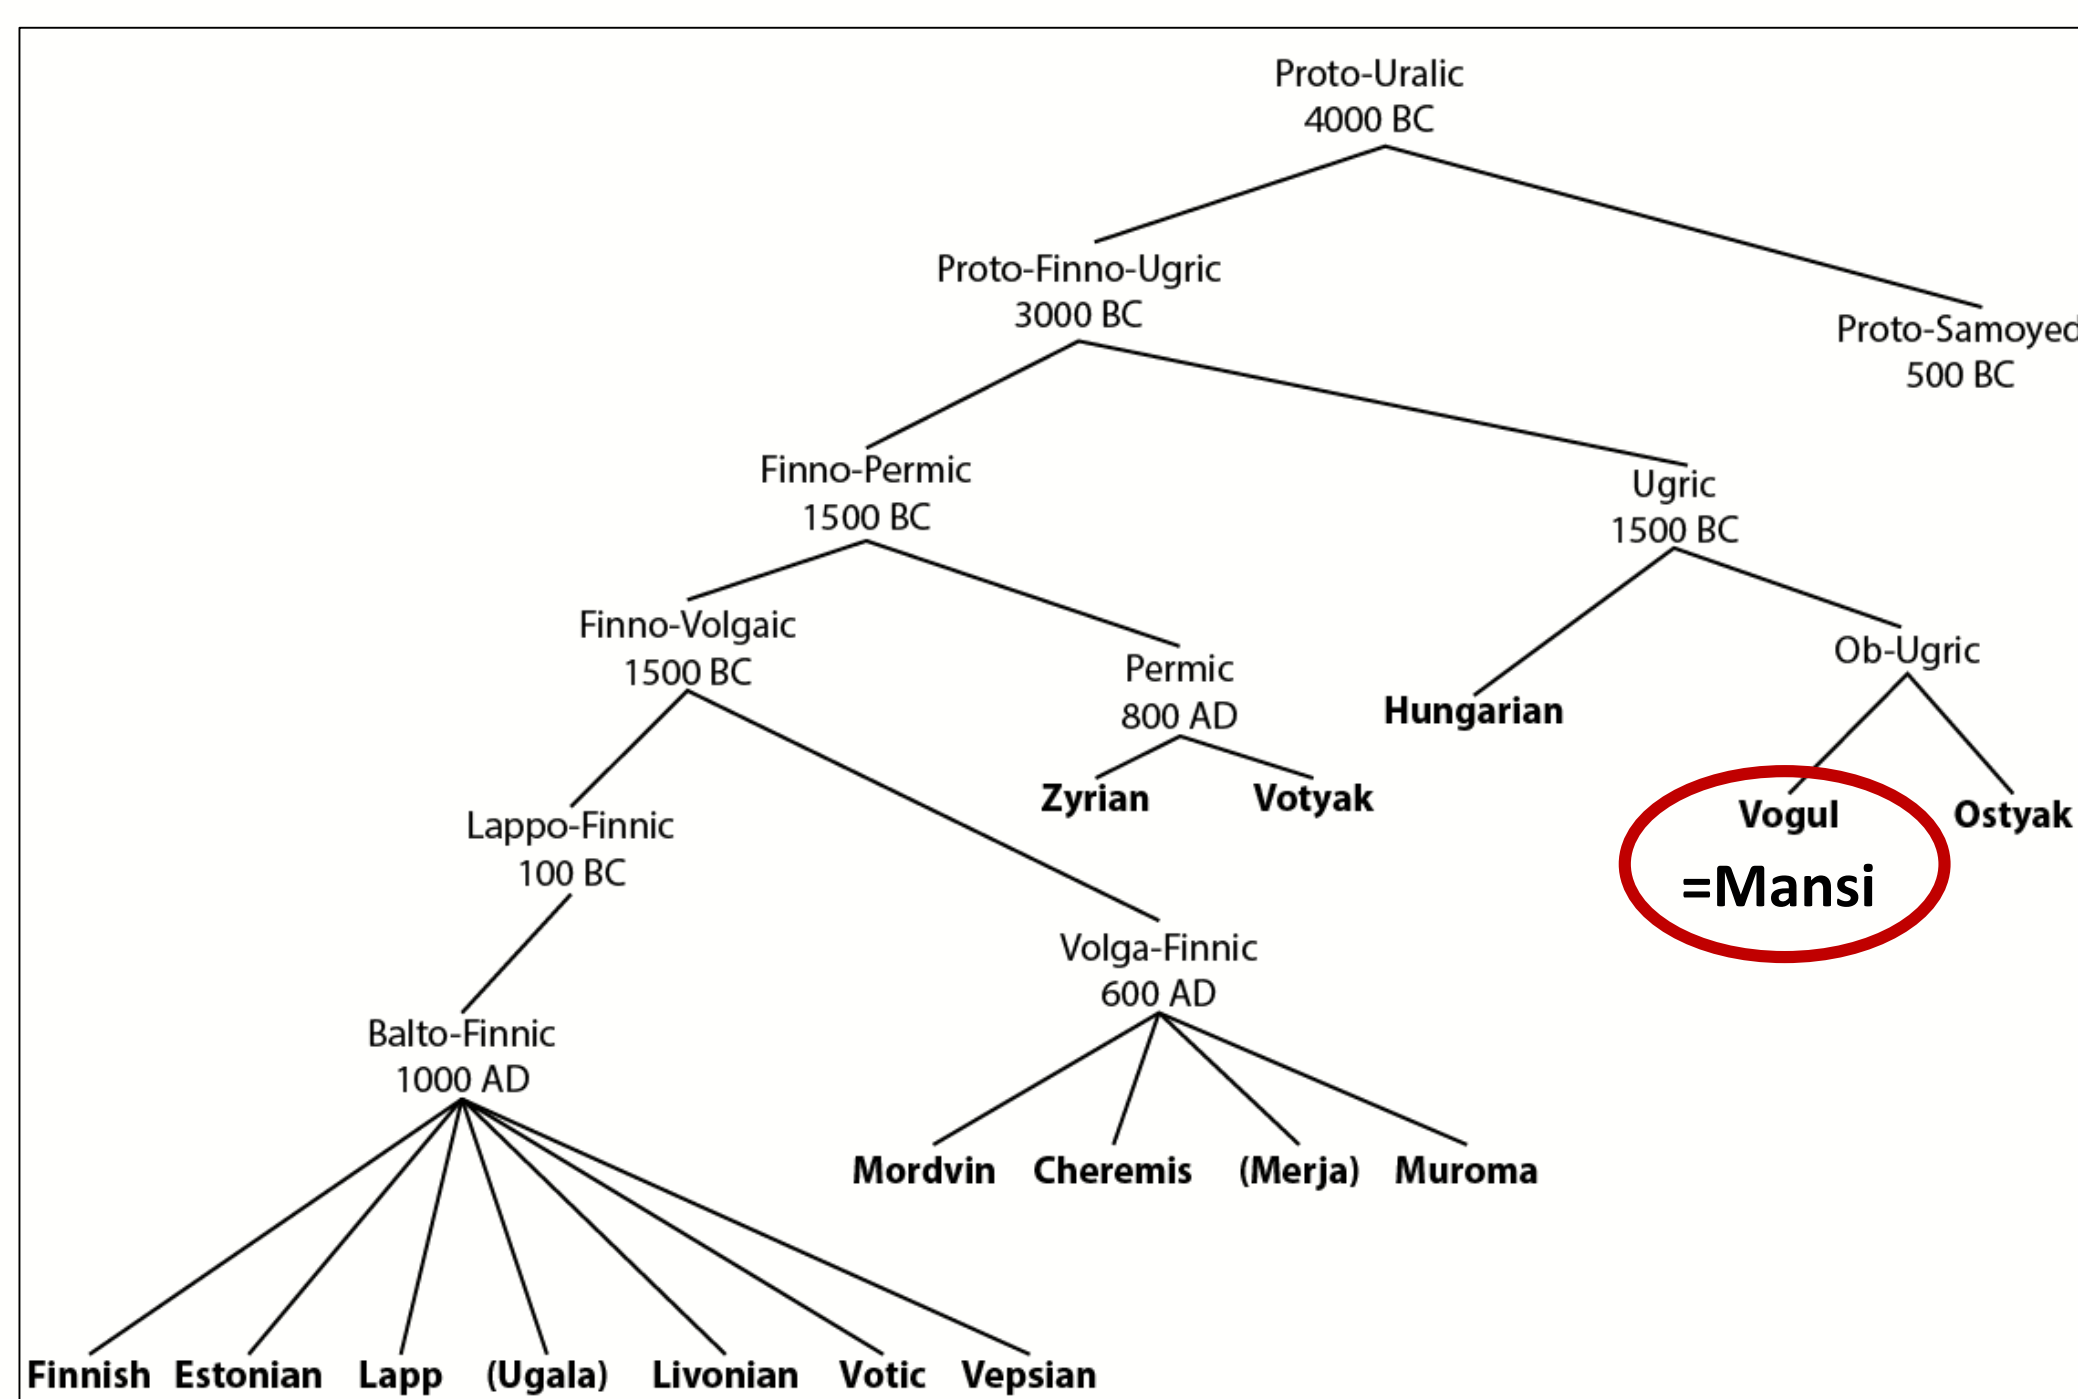 Proto-Uralic
4000 BC
Proto-Finno-Ugric
3000 BC
Proto-Samoyed
500 BC
Finno-Permic
1500 BC
Ugric
1500 BC
Finno-Volgaic
1500 BC
Permic
800 AD
Hungarian
Ob-Ugric
Zyrian
Votyak
Vogul
Ostyak
=Mansi
Lappo-Finnic
100 BC
Volga-Finnic
600 AD
Balto-Finnic
1000 AD
Mordvin
Cheremis
(Merja)
Muroma
Finnish
Estonian
Lapp
(Ugala)
Livonian
Votic
Vepsian